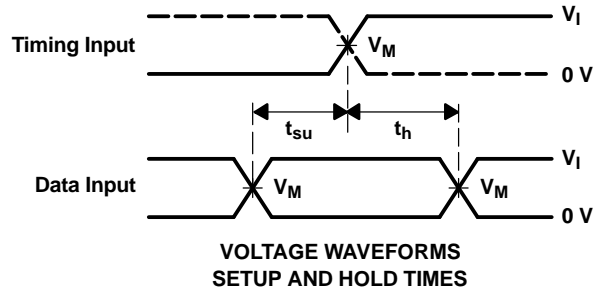 V_I
Timing Input
V_M
0 V
t_su
t_h
V_I
Data Input
V_M
V_M
0 V
VOLTAGE WAVEFORMS
SETUP AND HOLD TIMES